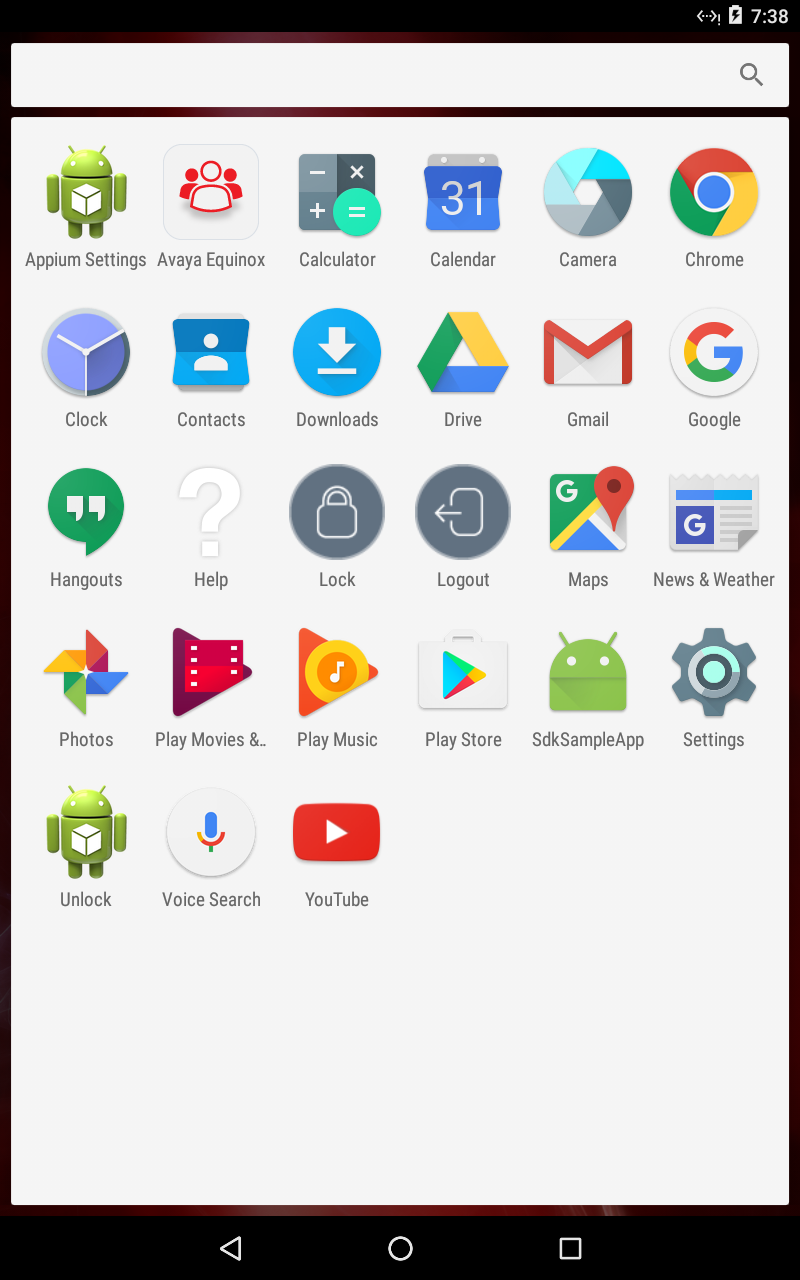 7:38
Appium Settings
Avaya Equinox
Calculator
31
Calendar
Camera
Chrome
Clock
Contacts
Downloads
Drive
Gmail
G
Google
Hangouts
?
Help
Lock
Logout
G
Maps
G
News & Weather
Photos
Play Movies &..
Play Music
Play Store
SdkSampleApp
Settings
Unlock
Voice Search
YouTube